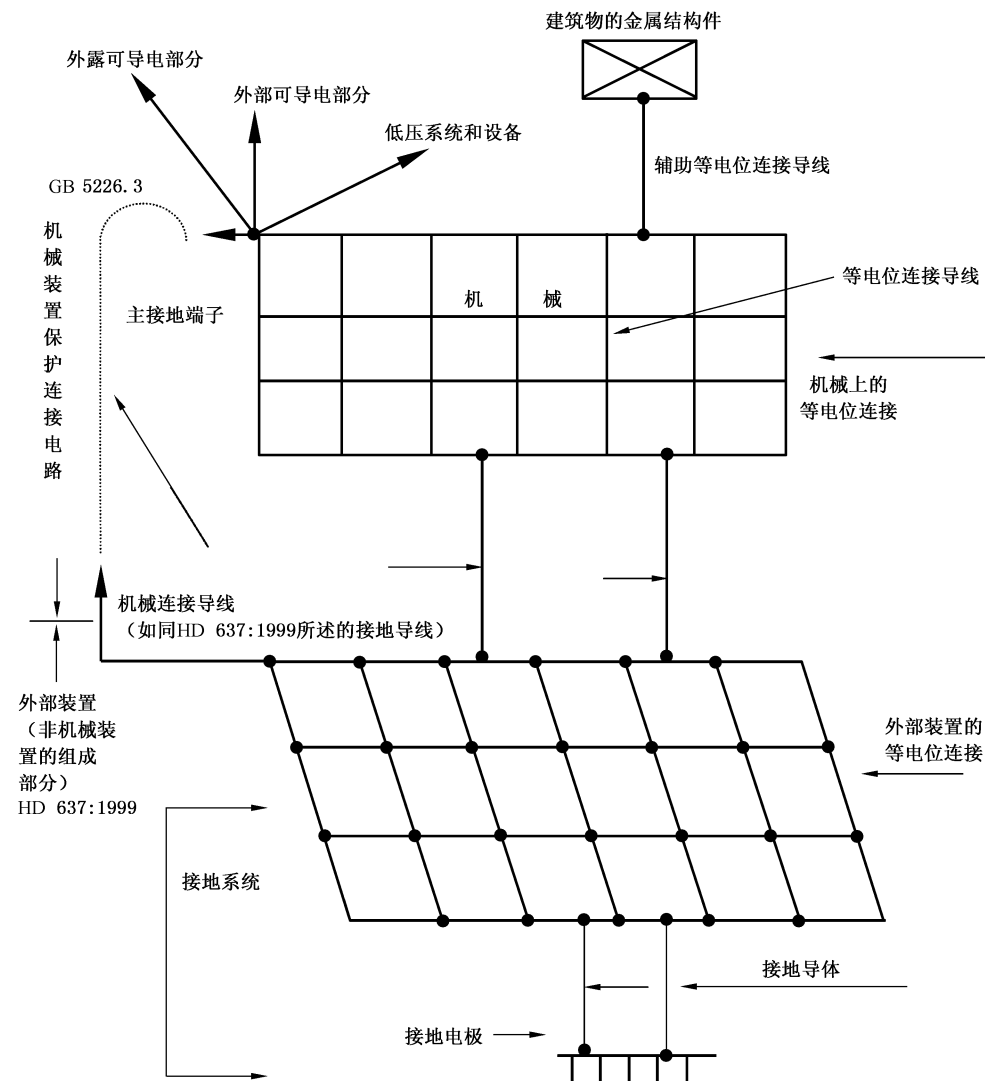 建筑物的金属结构件
外露可导电部分
外部可导电部分
低压系统和设备
辅助等电位连接导线
GB 5226.3
机械装置保护连接电路
主接地端子
机 械
等电位连接导线
机械上的
等电位连接
机械连接导线
（如同HD 637:1999所述的接地导线）
外部装置
（非机械装
置的组成
部分）
HD 637:1999
外部装置的
等电位连接
接地系统
接地导体
接地电极